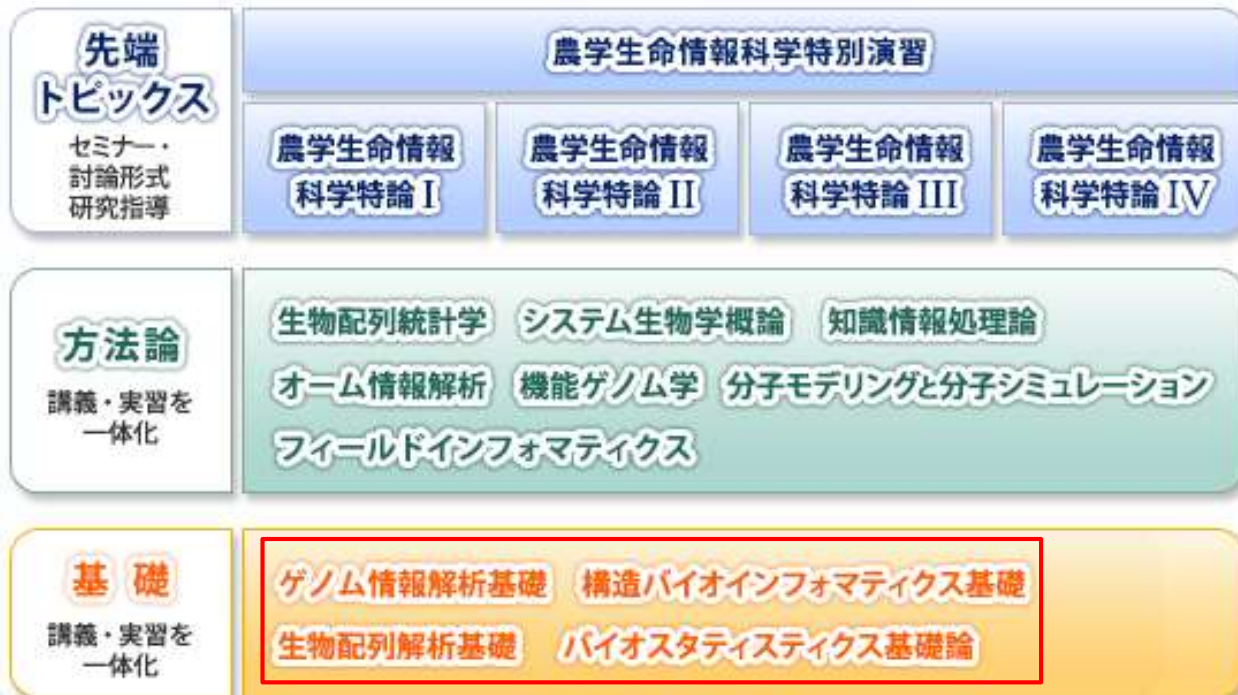 先端
トピックス
セミナー・
討論形式
研究指導
農学生命情報科学特別演習
農学生命情報
科学特論 I
農学生命情報
科学特論 II
農学生命情報
科学特論 III
農学生命情報
科学特論 IV
方法論
講義・実習を
一体化
生物配列統計学 システム生物学概論 知識情報処理論
オーム情報解析 機能ゲノム学 分子モデリングと分子シミュレーション
フィールドインフォマティクス
基 礎
講義・実習を
一体化
ゲノム情報解析基礎 構造バイオインフォマティクス基礎
生物配列解析基礎 バイオスタティスティクス基礎論